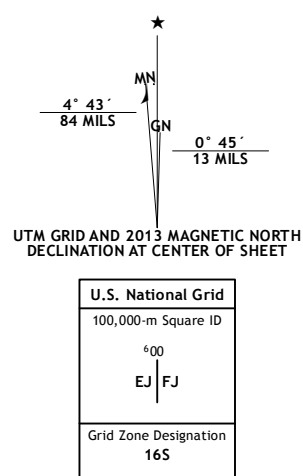 ★
MN
4° 43´
84 MILS
GN
0° 45´
13 MILS
UTM GRID AND 2013 MAGNETIC NORTH
DECLINATION AT CENTER OF SHEET
U.S. National Grid
100,000-m Square ID
⁶00
EJ FJ
Grid Zone Designation
16S